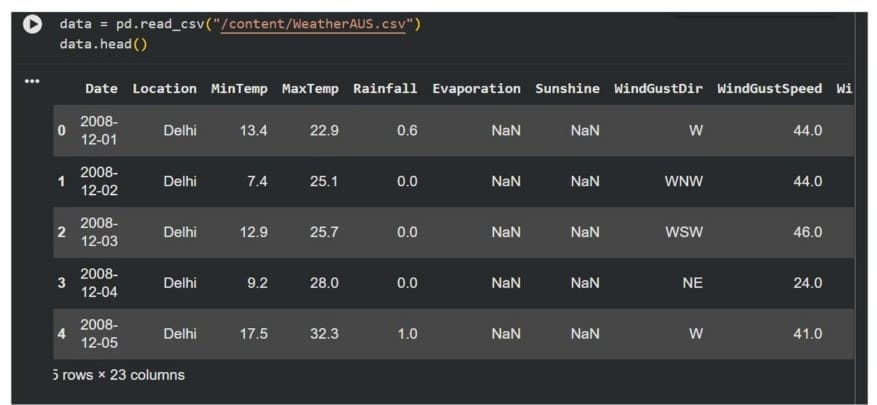 data = pd.read_csv("/content/WeatherAUS.csv")
data.head()
Date Location MinTemp MaxTemp Rainfall Evaporation Sunshine WindGustDir WindGustSpeed Wi
0 2008-12-01 Delhi 13.4 22.9 0.6 NaN NaN W 44.0
1 2008-12-02 Delhi 7.4 25.1 0.0 NaN NaN WNW 44.0
2 2008-12-03 Delhi 12.9 25.7 0.0 NaN NaN WSW 46.0
3 2008-12-04 Delhi 9.2 28.0 0.0 NaN NaN NE 24.0
4 2008-12-05 Delhi 17.5 32.3 1.0 NaN NaN W 41.0
5 rows × 23 columns